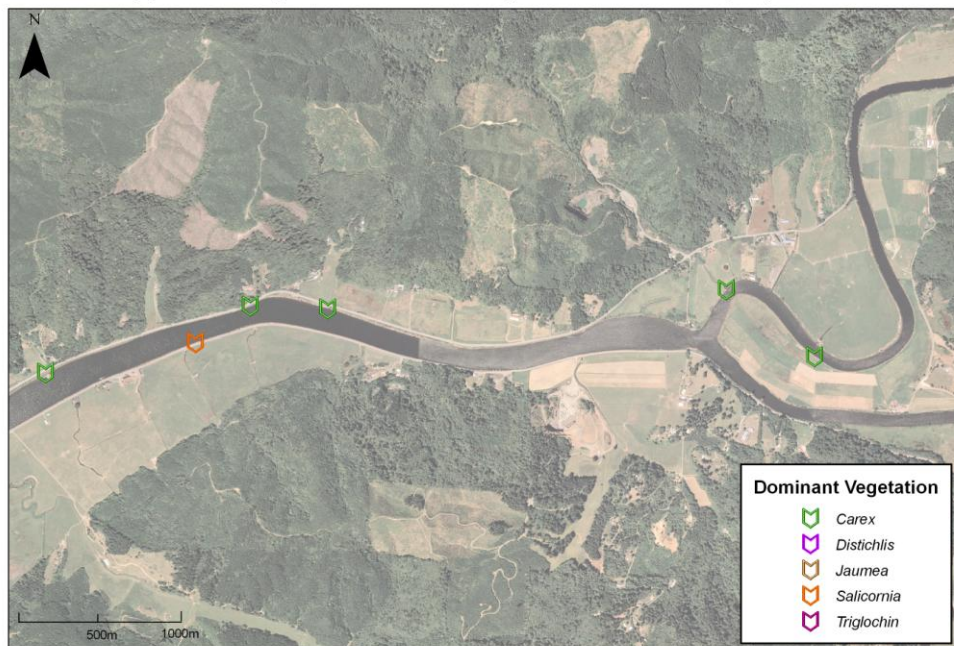 N
Dominant Vegetation
Carex
Distichlis
Jaumea
Salicornia
Triglochin
500m 1000m